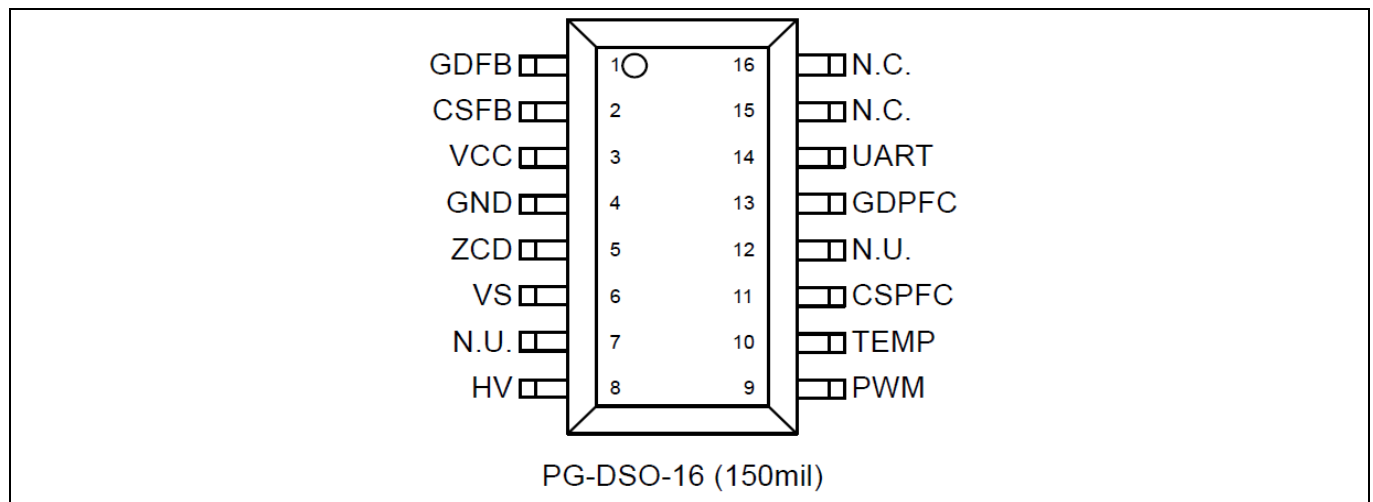 GDFB 1 16 N.C.
CSFB 2 15 N.C.
VCC 3 14 UART
GND 4 13 GDPFC
ZCD 5 12 N.U.
VS 6 11 CSPFC
N.U. 7 10 TEMP
HV 8 9 PWM
PG-DSO-16 (150mil)